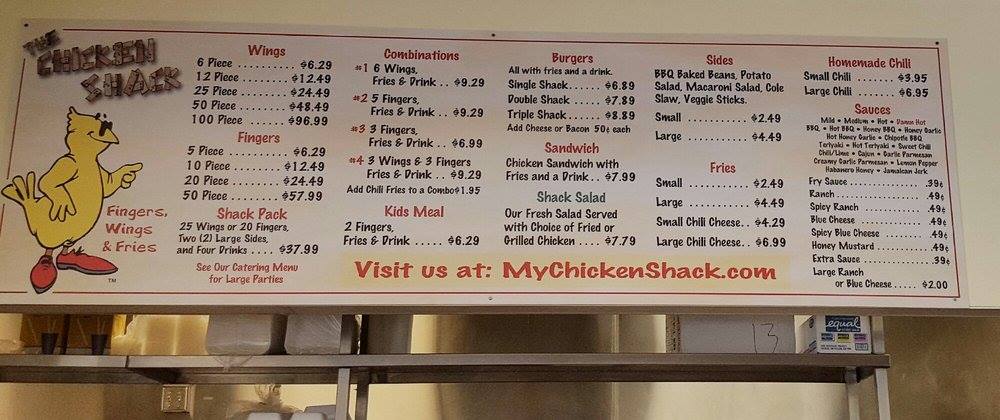 THE
CHICKEN
SHACK
Fingers,
Wings
& Fries
TM
Wings
6 Piece .......... $6.29
12 Piece .......... $12.49
25 Piece .......... $24.49
50 Piece .......... $48.49
100 Piece ........ $96.99
Fingers
5 Piece ............ $6.29
10 Piece .......... $12.49
20 Piece .......... $24.49
50 Piece .......... $57.99
Shack Pack
25 Wings or 20 Fingers,
Two (2) Large Sides,
and Four Drinks .... $37.99
See Our Catering Menu
for Large Parties
Combinations
#1 6 Wings,
Fries & Drink .. $9.29
#2 5 Fingers,
Fries & Drink .. $9.29
#3 3 Fingers,
Fries & Drink .. $6.99
#4 3 Wings & 3 Fingers
Fries & Drink .. $9.29
Add Chili Fries to a Combo $1.95
Kids Meal
2 Fingers,
Fries & Drink ..... $6.29
Burgers
All with fries and a drink.
Single Shack..... $6.89
Double Shack .... $7.89
Triple Shack ..... $8.89
Add Cheese or Bacon 50¢ each
Sandwich
Chicken Sandwich with
Fries and a Drink .. $7.99
Shack Salad
Our Fresh Salad Served
with Choice of Fried or
Grilled Chicken .... $7.79
Sides
BBQ Baked Beans, Potato
Salad, Macaroni Salad, Cole
Slaw, Veggie Sticks.
Small ............. $2.49
Large ............. $4.49
Fries
Small ............. $2.49
Large ............. $4.49
Small Chili Cheese.. $4.29
Large Chili Cheese.. $6.99
Homemade Chili
Small Chili ......... $3.95
Large Chili ......... $6.95
Sauces
Mild • Medium • Hot • Damn Hot
BBQ • Hot BBQ • Honey BBQ • Honey Garlic
Hot Honey Garlic • Chipotle BBQ
Teriyaki • Hot Teriyaki • Sweet Chili
Chili/Lime • Cajun • Garlic Parmesan
Creamy Garlic Parmesan • Lemon Pepper
Habanero Honey • Jamaican Jerk
Fry Sauce .............. .39¢
Ranch .................. .49¢
Spicy Ranch ............ .49¢
Blue Cheese ............ .49¢
Spicy Blue Cheese ...... .49¢
Honey Mustard .......... .49¢
Extra Sauce ............ .39¢
Large Ranch
or Blue Cheese ..... $2.00
Visit us at: MyChickenShack.com
13
equal